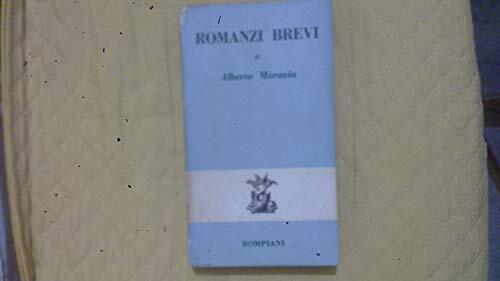 ROMANZI BREVI
di
Alberto Moravia
BOMPIANI